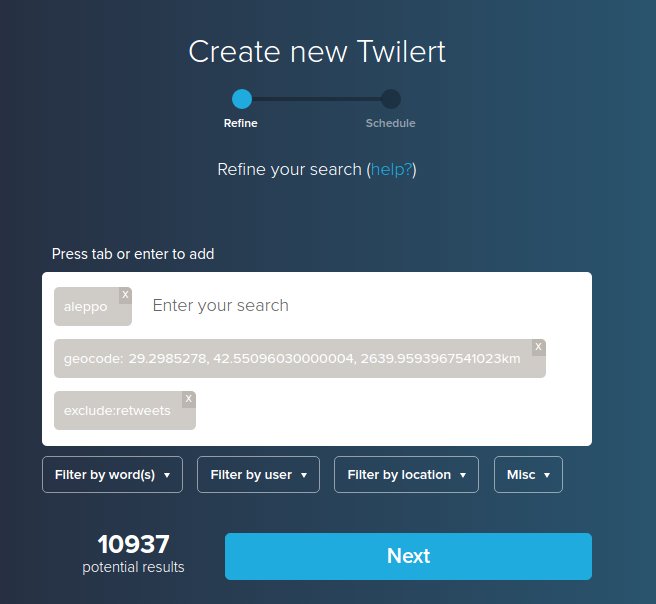 Create new Twilert
Refine Schedule
Refine your search (help?)
Press tab or enter to add
aleppo x Enter your search
geocode: 29.2985278, 42.55096030000004, 2639.9593967541023km x
exclude:retweets x
Filter by word(s) ▾ Filter by user ▾ Filter by location ▾ Misc ▾
10937 Next
potential results